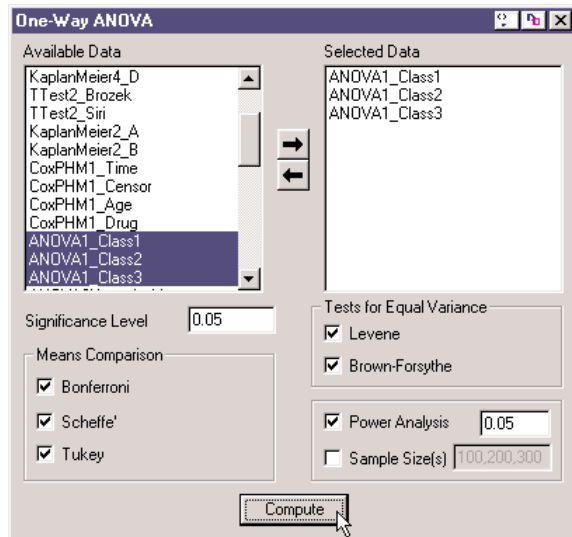 One-Way ANOVA
Available Data
KaplanMeier4_D
TTest2_Brozek
TTest2_Siri
KaplanMeier2_A
KaplanMeier2_B
CoxPHM1_Time
CoxPHM1_Censor
CoxPHM1_Age
CoxPHM1_Drug
ANOVA1_Class1
ANOVA1_Class2
ANOVA1_Class3
Selected Data
ANOVA1_Class1
ANOVA1_Class2
ANOVA1_Class3
Significance Level 0.05
Means Comparison
Bonferroni
Scheffe'
Tukey
Tests for Equal Variance
Levene
Brown-Forsythe
Power Analysis 0.05
Sample Size(s) 100,200,300
Compute